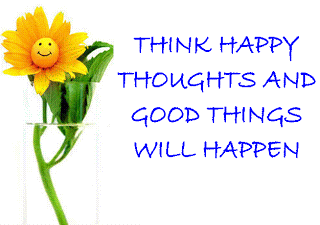 THINK HAPPY
THOUGHTS AND
GOOD THINGS
WILL HAPPEN